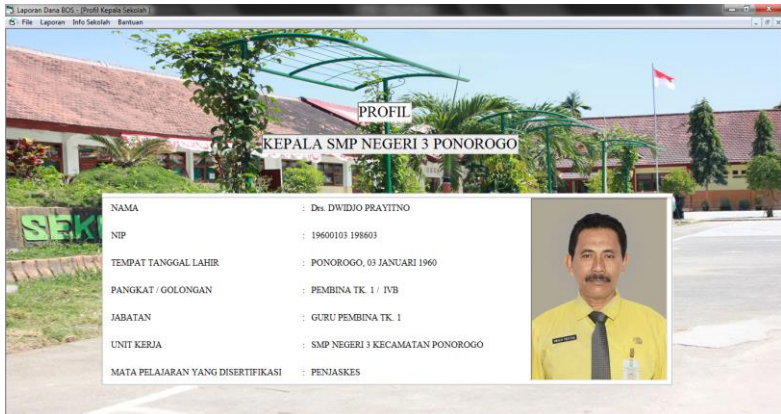 Laporan Dana BOS - [Profil Kepala Sekolah ]
File Laporan Info Sekolah Bantuan
PROFIL
KEPALA SMP NEGERI 3 PONOROGO
SEK
NAMA : Drs. DWIDJO PRAYITNO
NIP : 19600103 198603
TEMPAT TANGGAL LAHIR : PONOROGO, 03 JANUARI 1960
PANGKAT / GOLONGAN : PEMBINA TK. 1 / IVB
JABATAN : GURU PEMBINA TK. 1
UNIT KERJA : SMP NEGERI 3 KECAMATAN PONOROGO
MATA PELAJARAN YANG DISERTIFIKASI : PENJASKES